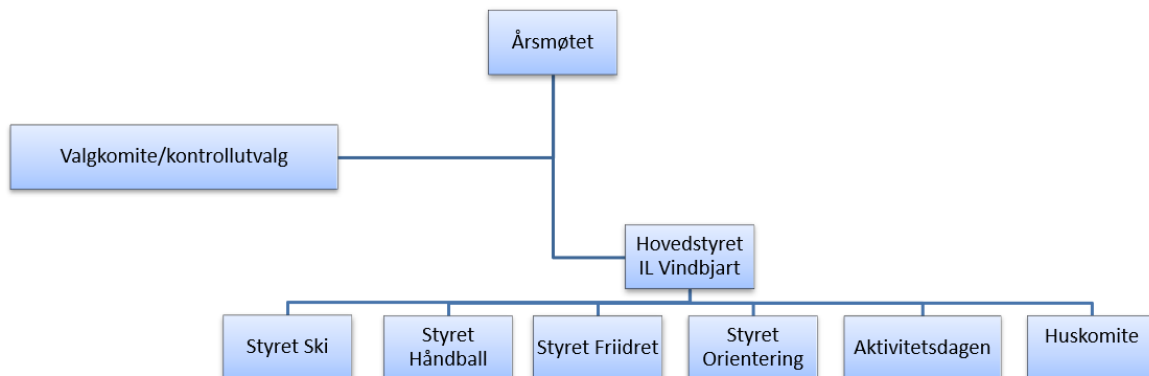 Årsmøtet
Valgkomite/kontrollutvalg
Hovedstyret
IL Vindbjart
Styret Ski
Styret
Håndball
Styret Friidret
Styret
Orientering
Aktivitetsdagen
Huskomite